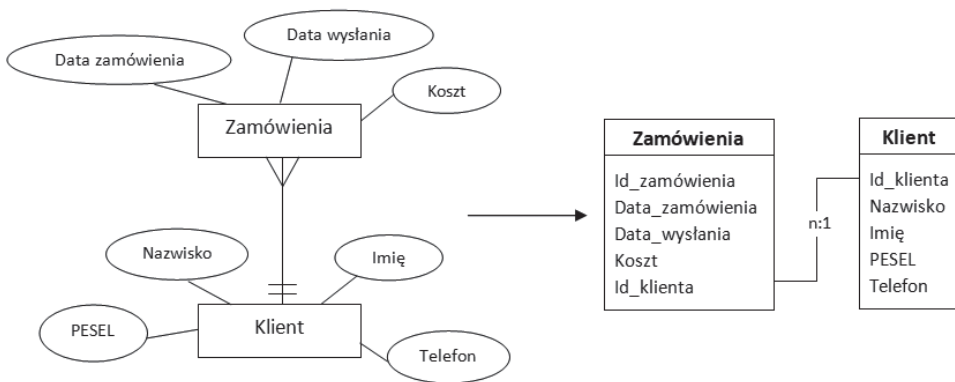 Data wysłania
Data zamówienia
Koszt
Zamówienia
Nazwisko
Imię
PESEL
Klient
Telefon
Zamówienia
Id_zamówienia
Data_zamówienia
Data_wysłania
Koszt
Id_klienta
n:1
Klient
Id_klienta
Nazwisko
Imię
PESEL
Telefon